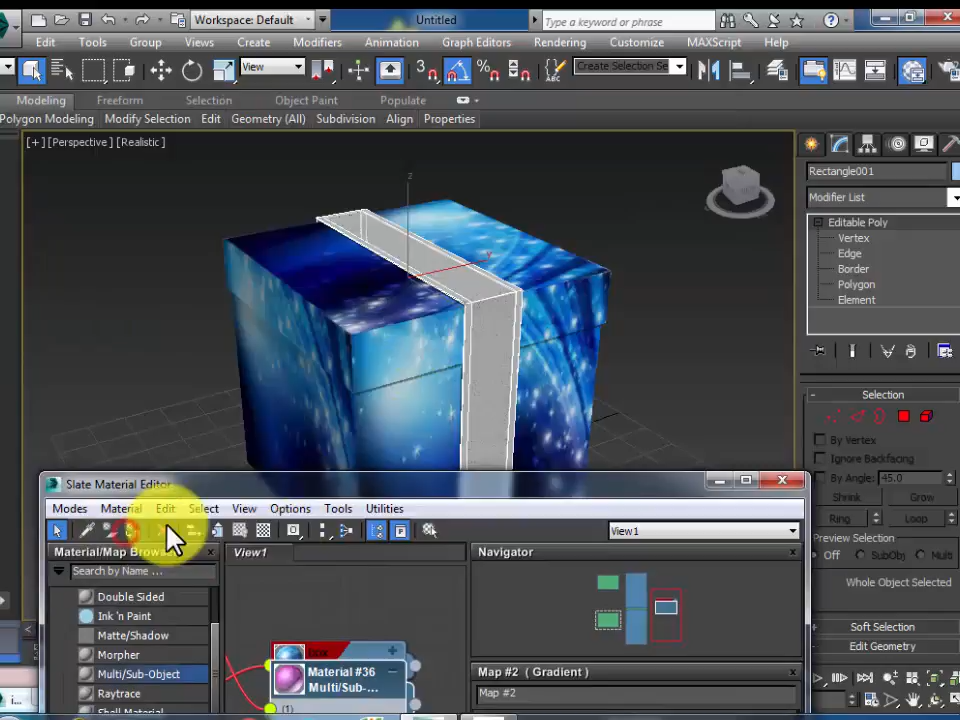 Workspace: Default
Untitled
Type a keyword or phrase
Edit Tools Group Views Create Modifiers Animation Graph Editors Rendering Customize MAXScript Help
View
3
Create Selection Se
Modeling Freeform Selection Object Paint Populate
Polygon Modeling Modify Selection Edit Geometry (All) Subdivision Align Properties
[+][Perspective][Realistic]
Rectangle001
Modifier List
Editable Poly
Vertex
Edge
Border
Polygon
Element
Selection
By Vertex
Ignore Backfacing
By Angle: 45.0
Shrink Grow
Ring Loop
Preview Selection
Off SubObj Multi
Whole Object Selected
Soft Selection
Edit Geometry
z
Slate Material Editor
Modes Material Edit Select View Options Tools Utilities
View1
Material/Map Brows
Search by Name ...
Double Sided
Ink 'n Paint
Matte/Shadow
Morpher
Multi/Sub-Object
Raytrace
Shell Material
View1
box
Material #36
Multi/Sub-...
(1)
Navigator
Map #2 ( Gradient )
Map #2